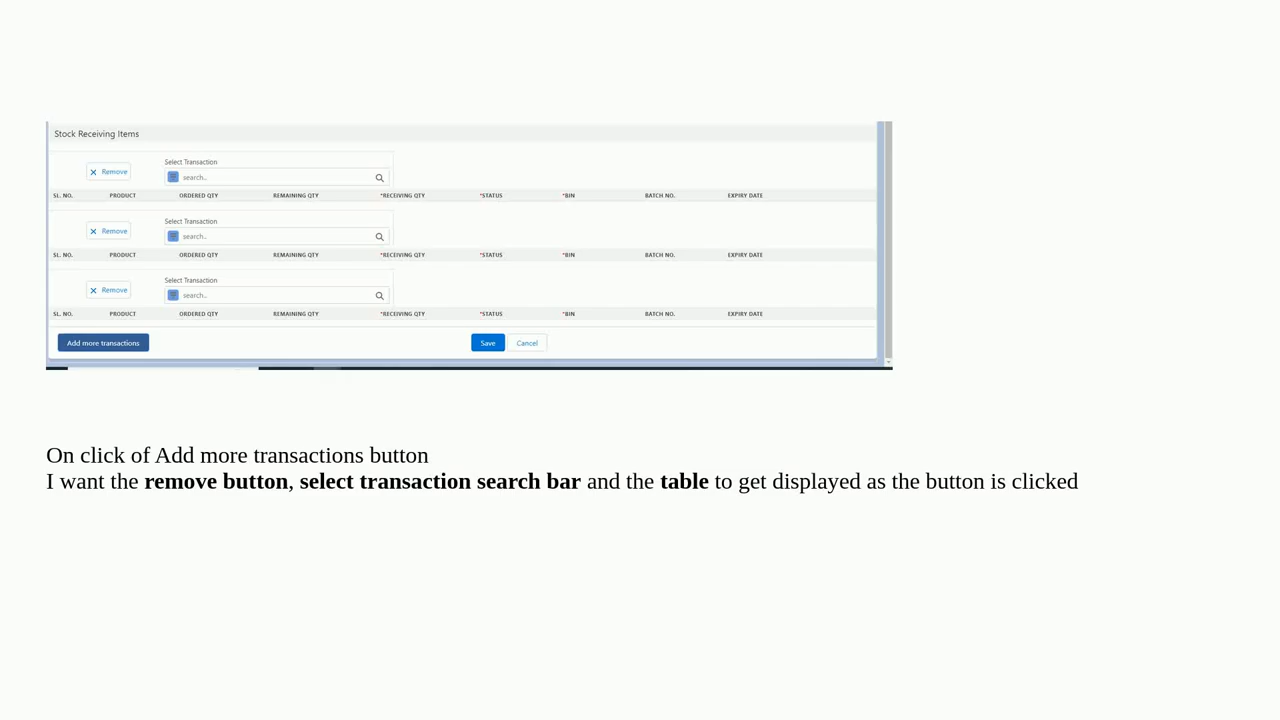 Stock Receiving Items
Select Transaction
Remove
search..
SL. NO. PRODUCT ORDERED QTY REMAINING QTY *RECEIVING QTY *STATUS *BIN BATCH NO. EXPIRY DATE
Select Transaction
Remove
search..
SL. NO. PRODUCT ORDERED QTY REMAINING QTY *RECEIVING QTY *STATUS *BIN BATCH NO. EXPIRY DATE
Select Transaction
Remove
search..
SL. NO. PRODUCT ORDERED QTY REMAINING QTY *RECEIVING QTY *STATUS *BIN BATCH NO. EXPIRY DATE
Add more transactions Save Cancel
On click of Add more transactions button
I want the remove button, select transaction search bar and the table to get displayed as the button is clicked